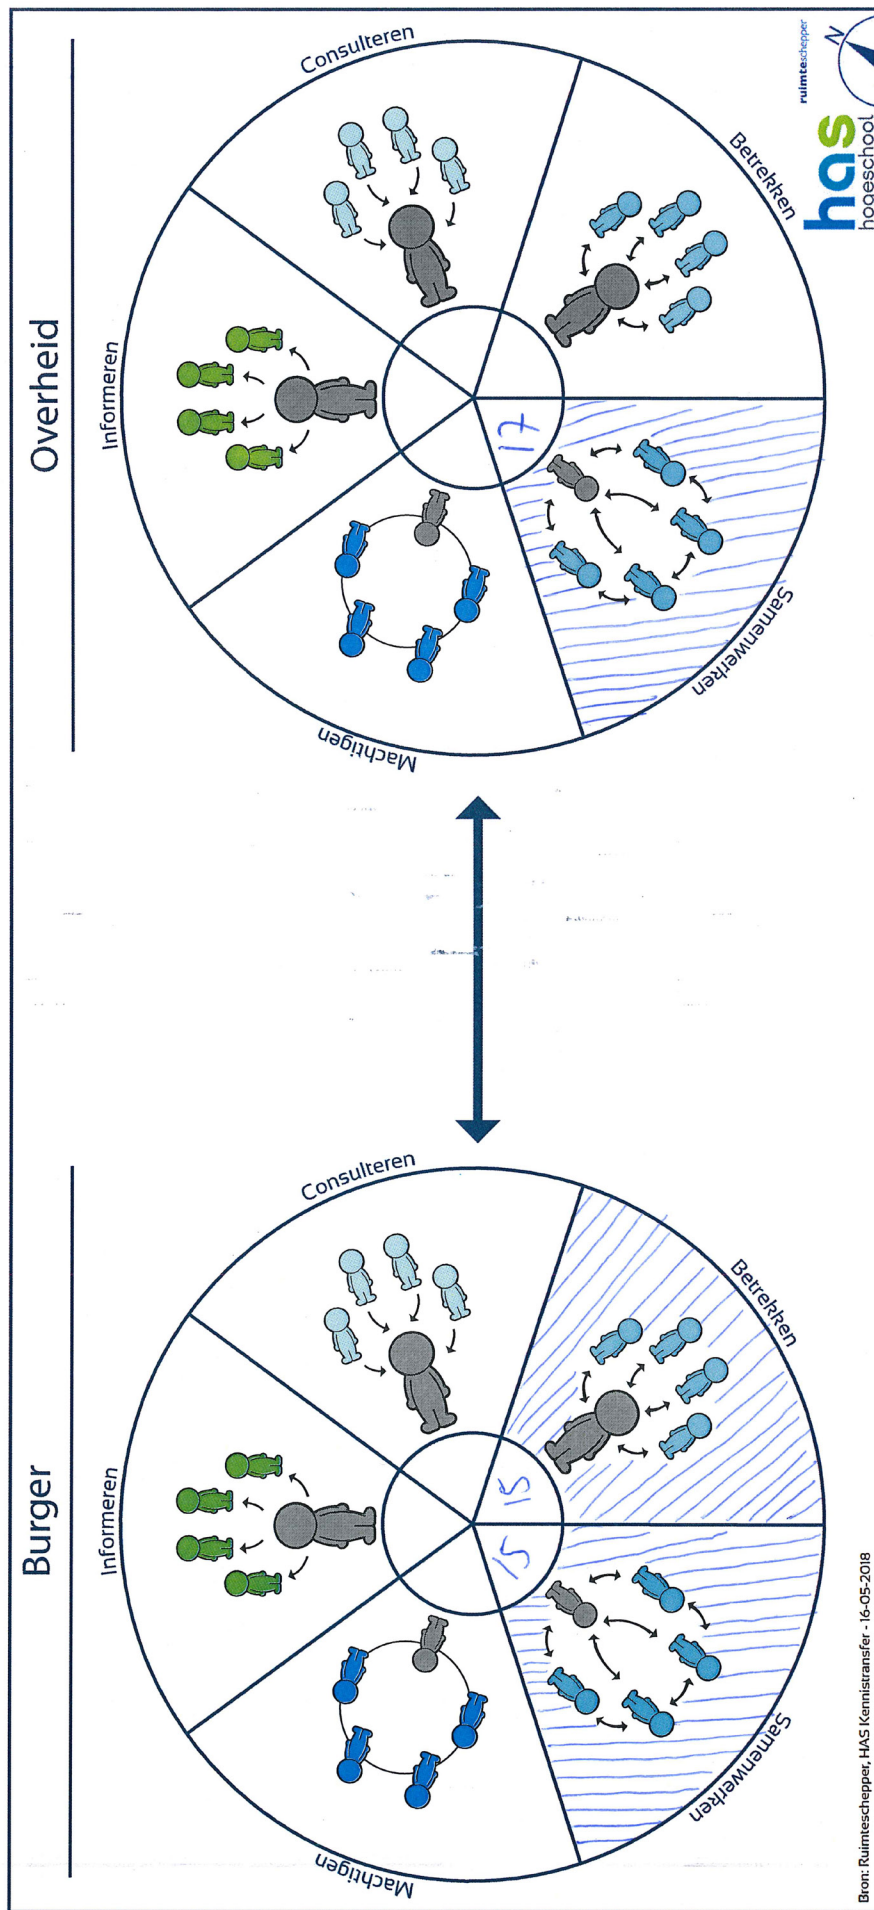 Burger
Informeren
Consulteren
Betrekken
Samenwerken
Machtigen
15
15
Overheid
Informeren
Consulteren
Betrekken
Samenwerken
Machtigen
17
Bron: Ruimteschepper, HAS Kennistransfer - 16-05-2018
ruimteschepper
has
hogeschool
N